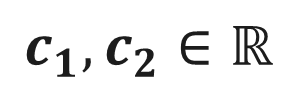 c₁, c₂ ∈ ℝ